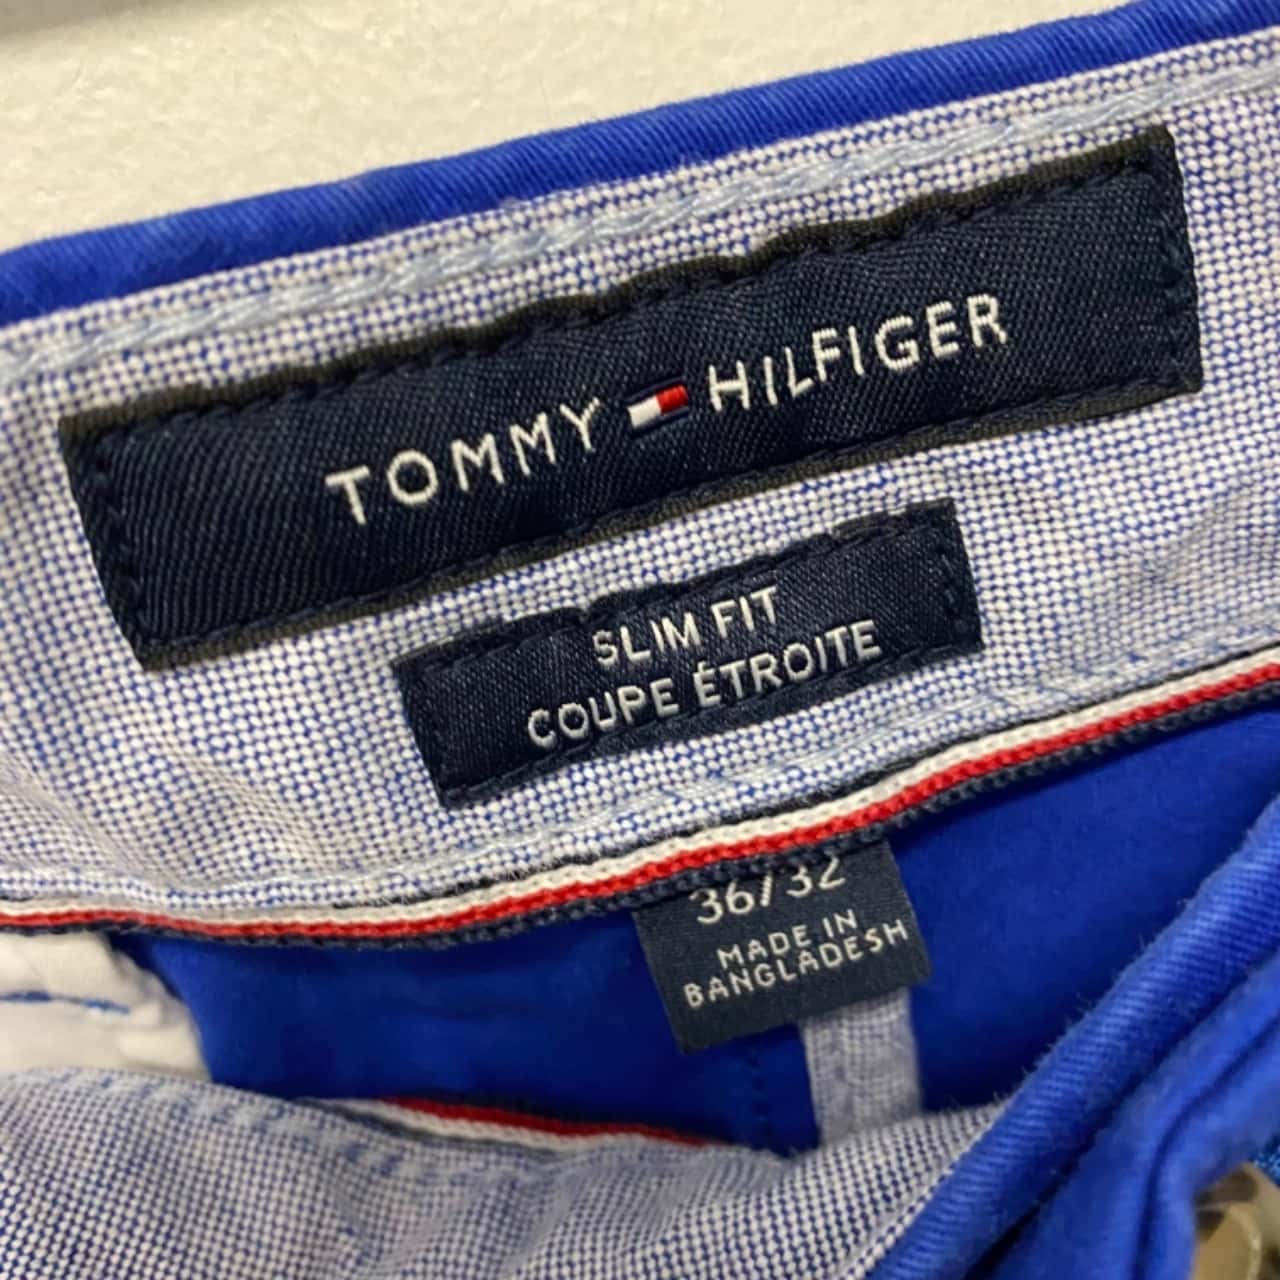 TOMMY HILFIGER
SLIM FIT
COUPE ÉTROITE
36/32
MADE IN
BANGLADESH